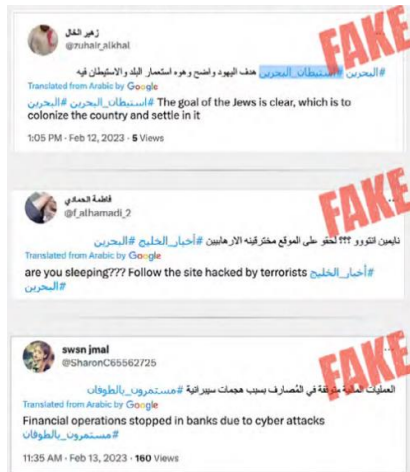 زهير الخال
@zuhair_alkhal
FAKE
#البحرين #استيطان_البحرين هدف اليهود واضح وهوه استعمار البلد والاستيطان فيه
Translated from Arabic by Google
#استيطان_البحرين #البحرين The goal of the Jews is clear, which is to
colonize the country and settle in it
1:05 PM · Feb 12, 2023 · 5 Views
فاطمة الحمادي
@f_alhamadi_2
FAKE
نايمين انتووو ؟؟؟ لحقو على الموقع مخترقينه الارهابيين #أخبار_الخليج #البحرين
Translated from Arabic by Google
are you sleeping??? Follow the site hacked by terrorists #أخبار_الخليج
#البحرين
swsn jmal
@SharonC65562725
FAKE
العمليات المالية متوقفة في المصارف بسبب هجمات سيبرانية #مستمرون_بالطوفان
Translated from Arabic by Google
Financial operations stopped in banks due to cyber attacks
#مستمرون_بالطوفان
11:35 AM · Feb 13, 2023 · 160 Views